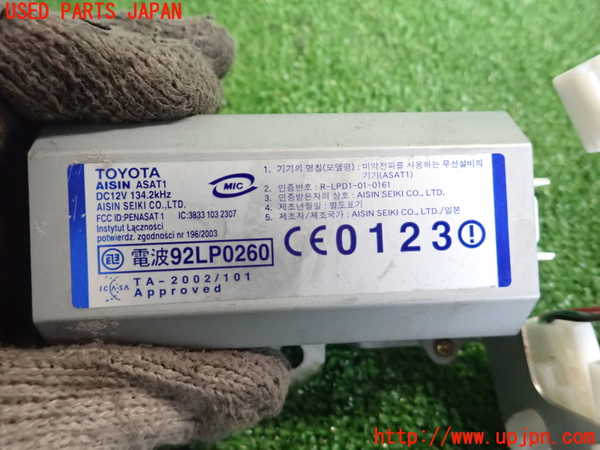 USED PARTS JAPAN
TOYOTA
AISIN ASAT1
DC12V 134.2kHz
AISIN SEIKI CO.,LTD.
FCC ID:PENASAT 1 IC:3833 103 2307
Instytut Łączności
potwierdz. zgodności nr 196/2003
MIC
1. 기기의 명칭(모델명) : 미약전파를 사용하는 무선설비의
기기(ASAT1)
2. 인증번호 : R-LPD1-01-0161
3. 인증받은자의 상호 : AISIN SEIKI CO.,LTD.
4. 제조년월일 : 별도표기
5. 제조자/제조국가 : AISIN SEIKI CO.,LTD./일본
電波92LP0260
CE0123!
ICASA
TA-2002/101
Approved
http://www.upjpn.com